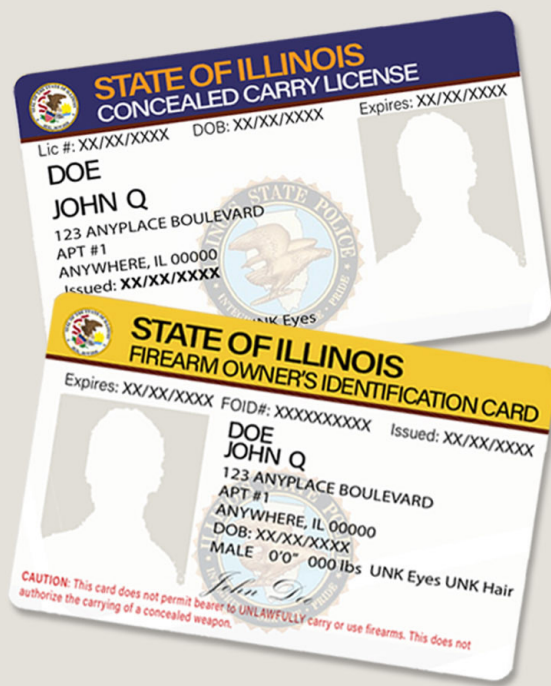 STATE OF ILLINOIS
CONCEALED CARRY LICENSE
Lic #: XX/XX/XXXX DOB: XX/XX/XXXX Expires: XX/XX/XXXX
DOE
JOHN Q
123 ANYPLACE BOULEVARD
APT #1
ANYWHERE, IL 00000
Issued: XX/XX/XXXX
UNK Eyes
STATE POLICE
PRIDE
STATE OF ILLINOIS
FIREARM OWNER'S IDENTIFICATION CARD
Expires: XX/XX/XXXX FOID#: XXXXXXXXXX Issued: XX/XX/XXXX
DOE
JOHN Q
123 ANYPLACE BOULEVARD
APT #1
ANYWHERE, IL 00000
DOB: XX/XX/XXXX
MALE 0'0" 000 lbs UNK Eyes UNK Hair
John Doe
CAUTION: This card does not permit bearer to UNLAWFULLY carry or use firearms. This does not
authorize the carrying of a concealed weapon.